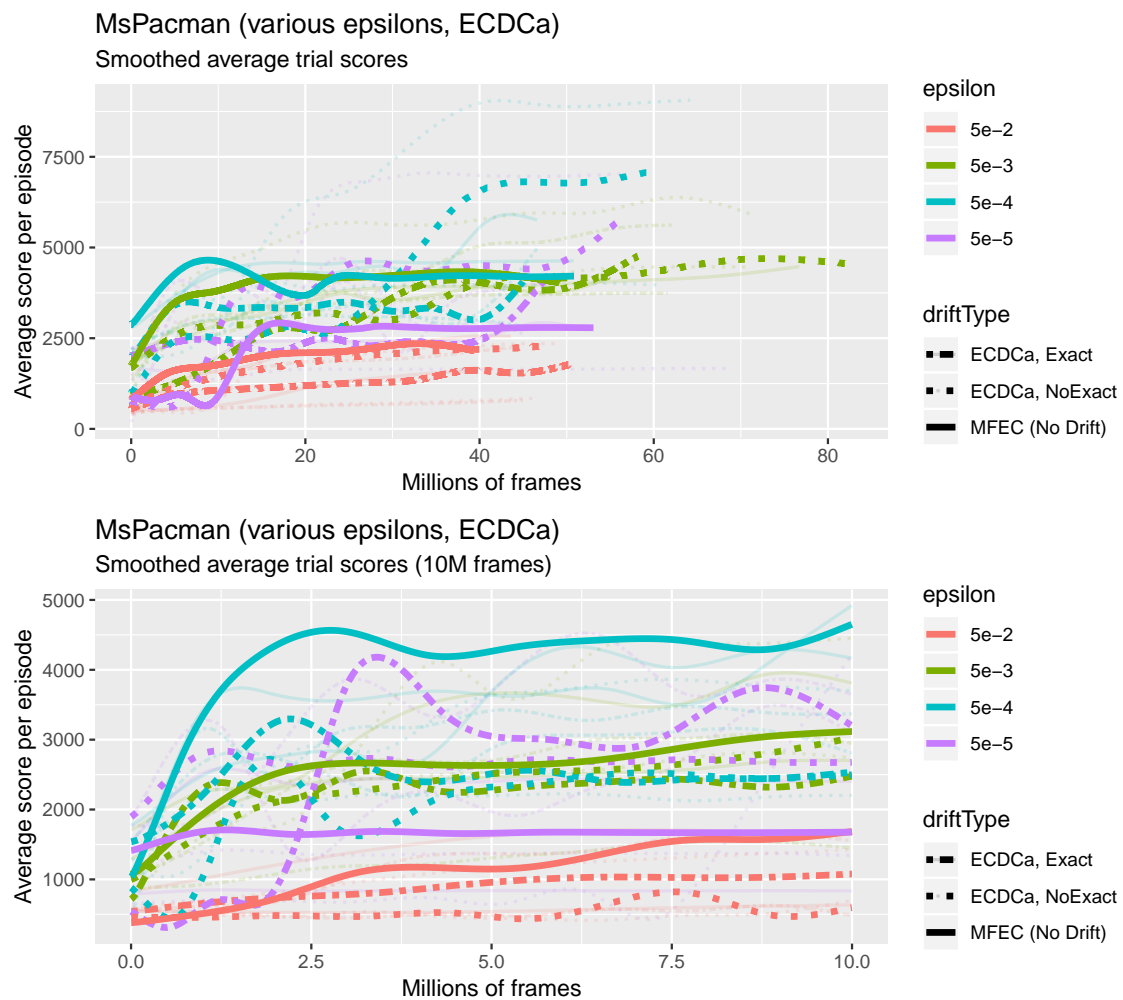 MsPacman (various epsilons, ECDCa)
Smoothed average trial scores
Average score per episode
7500
5000
2500
0
0 20 40 60 80
Millions of frames
epsilon
5e−2
5e−3
5e−4
5e−5
driftType
ECDCa, Exact
ECDCa, NoExact
MFEC (No Drift)
MsPacman (various epsilons, ECDCa)
Smoothed average trial scores (10M frames)
Average score per episode
5000
4000
3000
2000
1000
0.0 2.5 5.0 7.5 10.0
Millions of frames
epsilon
5e−2
5e−3
5e−4
5e−5
driftType
ECDCa, Exact
ECDCa, NoExact
MFEC (No Drift)